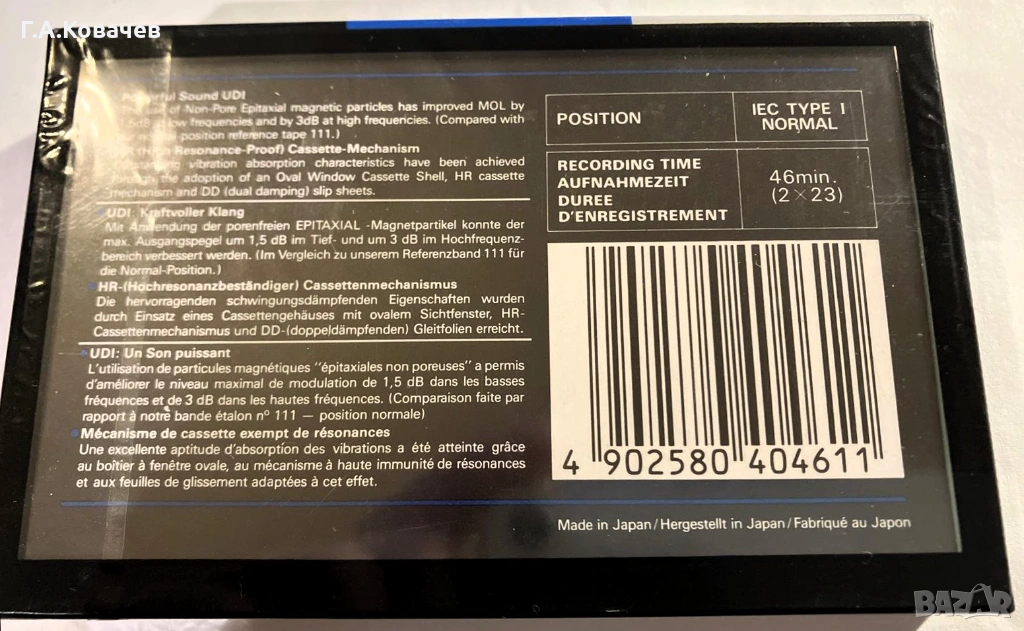 Г.А.Ковачев
Powerful Sound UDI
of Non-Pore Epitaxial magnetic particles has improved MOL by
low frequencies and by 3dB at high frequencies. (Compared with
our normal-position reference tape 111.)
HR (High Resonance-Proof) Cassette-Mechanism
Outstanding vibration absorption characteristics have been achieved
through the adoption of an Oval Window Cassette Shell, HR cassette
mechanism and DD (dual damping) slip sheets.
UDI: Kraftvoller Klang
Mit Anwendung der porenfreien EPITAXIAL -Magnetpartikel konnte der
max. Ausgangspegel um 1,5 dB im Tief- und um 3 dB im Hochfrequenz-
bereich verbessert werden. (Im Vergleich zu unserem Referenzband 111 für
die Normal-Position.)
HR-(Hochresonanzbeständiger) Cassettenmechanismus
Die hervorragenden schwingungsdämpfenden Eigenschaften wurden
durch Einsatz eines Cassettengehäuses mit ovalem Sichtfenster, HR-
Cassettenmechanismus und DD-(doppeldämpfenden) Gleitfolien erreicht.
UDI: Un Son puissant
L'utilisation de particules magnétiques "épitaxiales non poreuses" a permis
d'améliorer le niveau maximal de modulation de 1,5 dB dans les basses
fréquences et de 3 dB dans les hautes fréquences. (Comparaison faite par
rapport à notre bande étalon n° 111 — position normale)
Mécanisme de cassette exempt de résonances
Une excellente aptitude d'absorption des vibrations a été atteinte grâce
au boîtier à fenêtre ovale, au mécanisme à haute immunité de résonances
et aux feuilles de glissement adaptées à cet effet.
POSITION
IEC TYPE I
NORMAL
RECORDING TIME
AUFNAHMEZEIT
DUREE
D'ENREGISTREMENT
46min.
(2×23)
4 902580 404611
Made in Japan/Hergestellt in Japan/Fabriqué au Japon
BAZAR